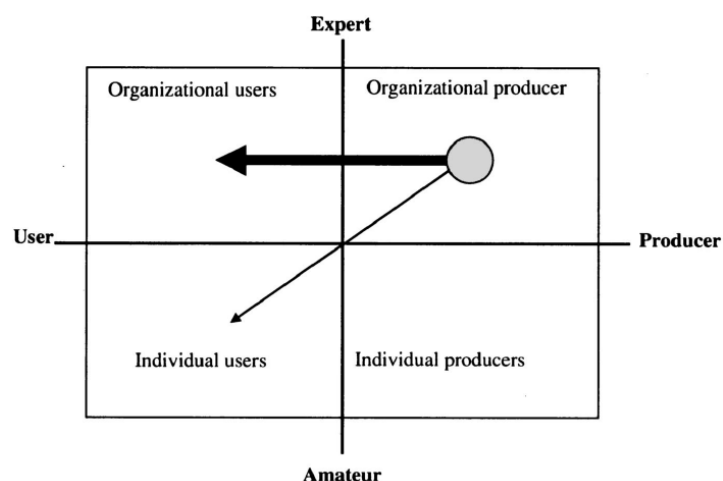 Expert
Organizational users
Organizational producer
User
Producer
Individual users
Individual producers
Amateur